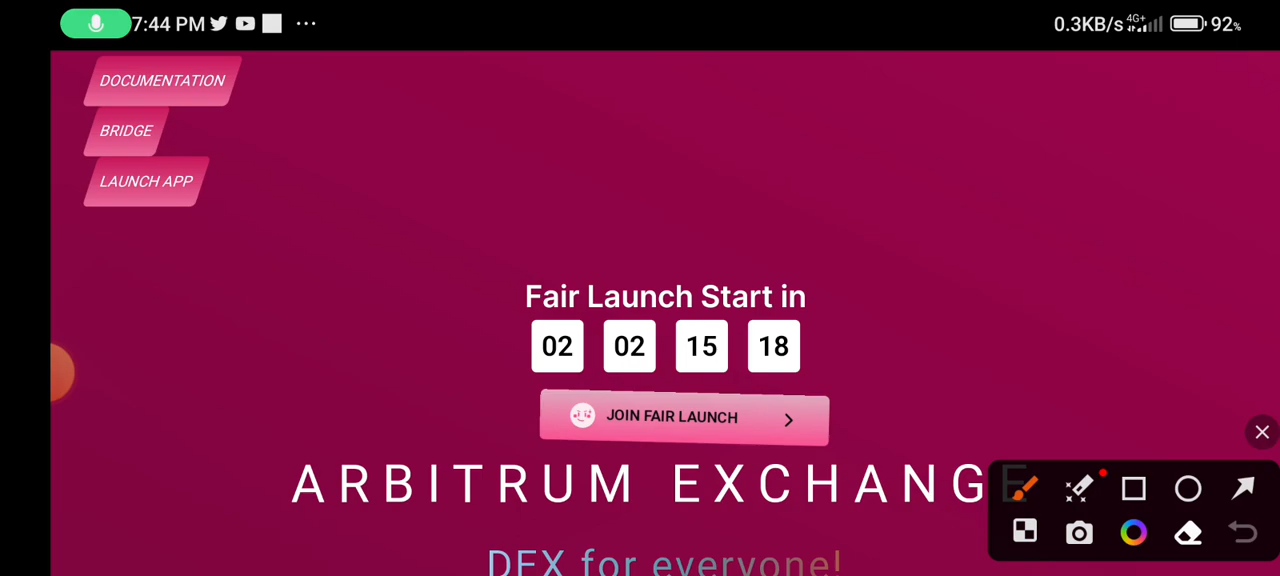 7:44 PM 0.3KB/s 4G+ 92%
DOCUMENTATION
BRIDGE
LAUNCH APP
Fair Launch Start in
02 02 15 18
JOIN FAIR LAUNCH
ARBITRUM EXCHANGE
DEX for everyone!